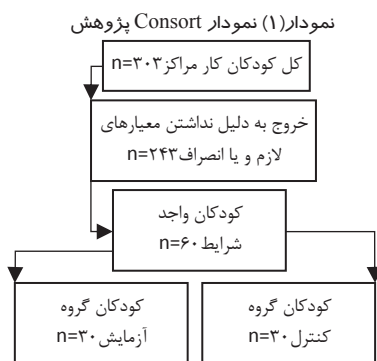 نمودار(۱) نمودار Consort پژوهش
کل کودکان کار مراکز n=۳۰۳
خروج به دلیل نداشتن معیارهای
لازم و یا انصراف n=۲۴۳
کودکان واجد
شرایط n=۶۰
کودکان گروه
کنترل n=۳۰
کودکان گروه
آزمایش n=۳۰